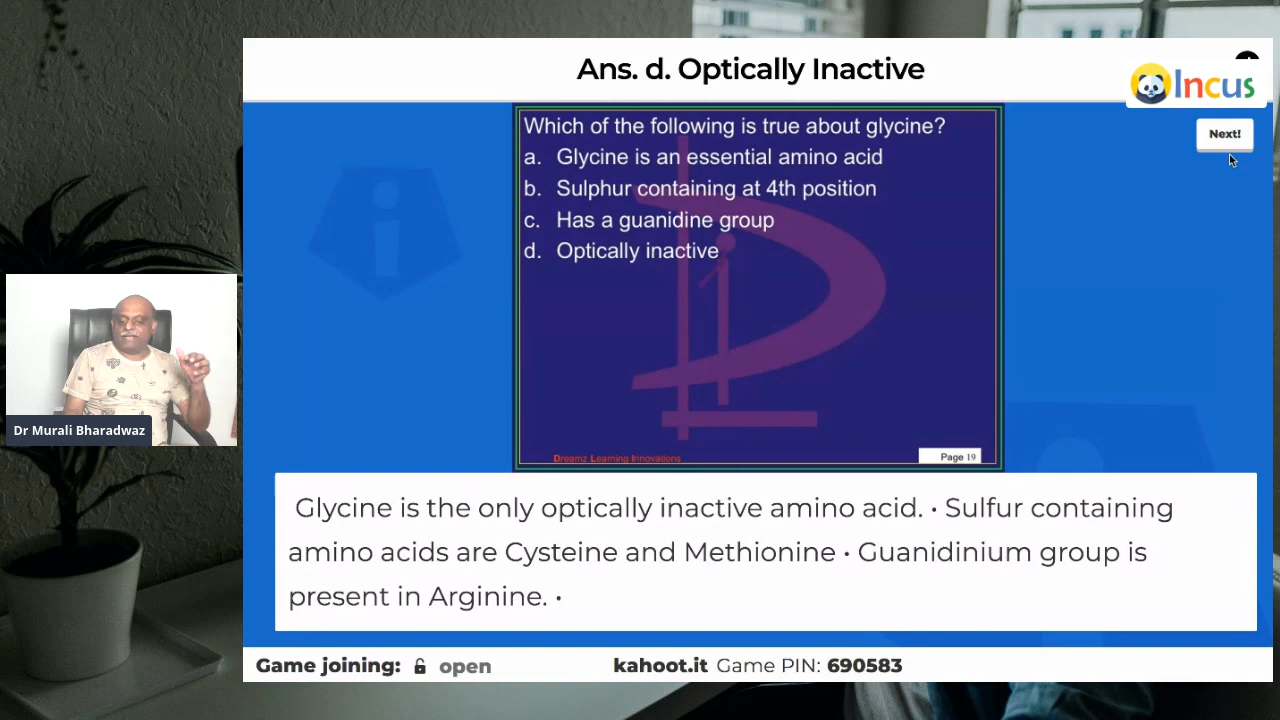 Ans. d. Optically Inactive
Incus
Next!
Which of the following is true about glycine?
a. Glycine is an essential amino acid
b. Sulphur containing at 4th position
c. Has a guanidine group
d. Optically inactive
Dr Murali Bharadwaz
Dreamz Learning Innovations
Page 19
Glycine is the only optically inactive amino acid. • Sulfur containing
amino acids are Cysteine and Methionine • Guanidinium group is
present in Arginine. •
Game joining: open
kahoot.it Game PIN: 690583